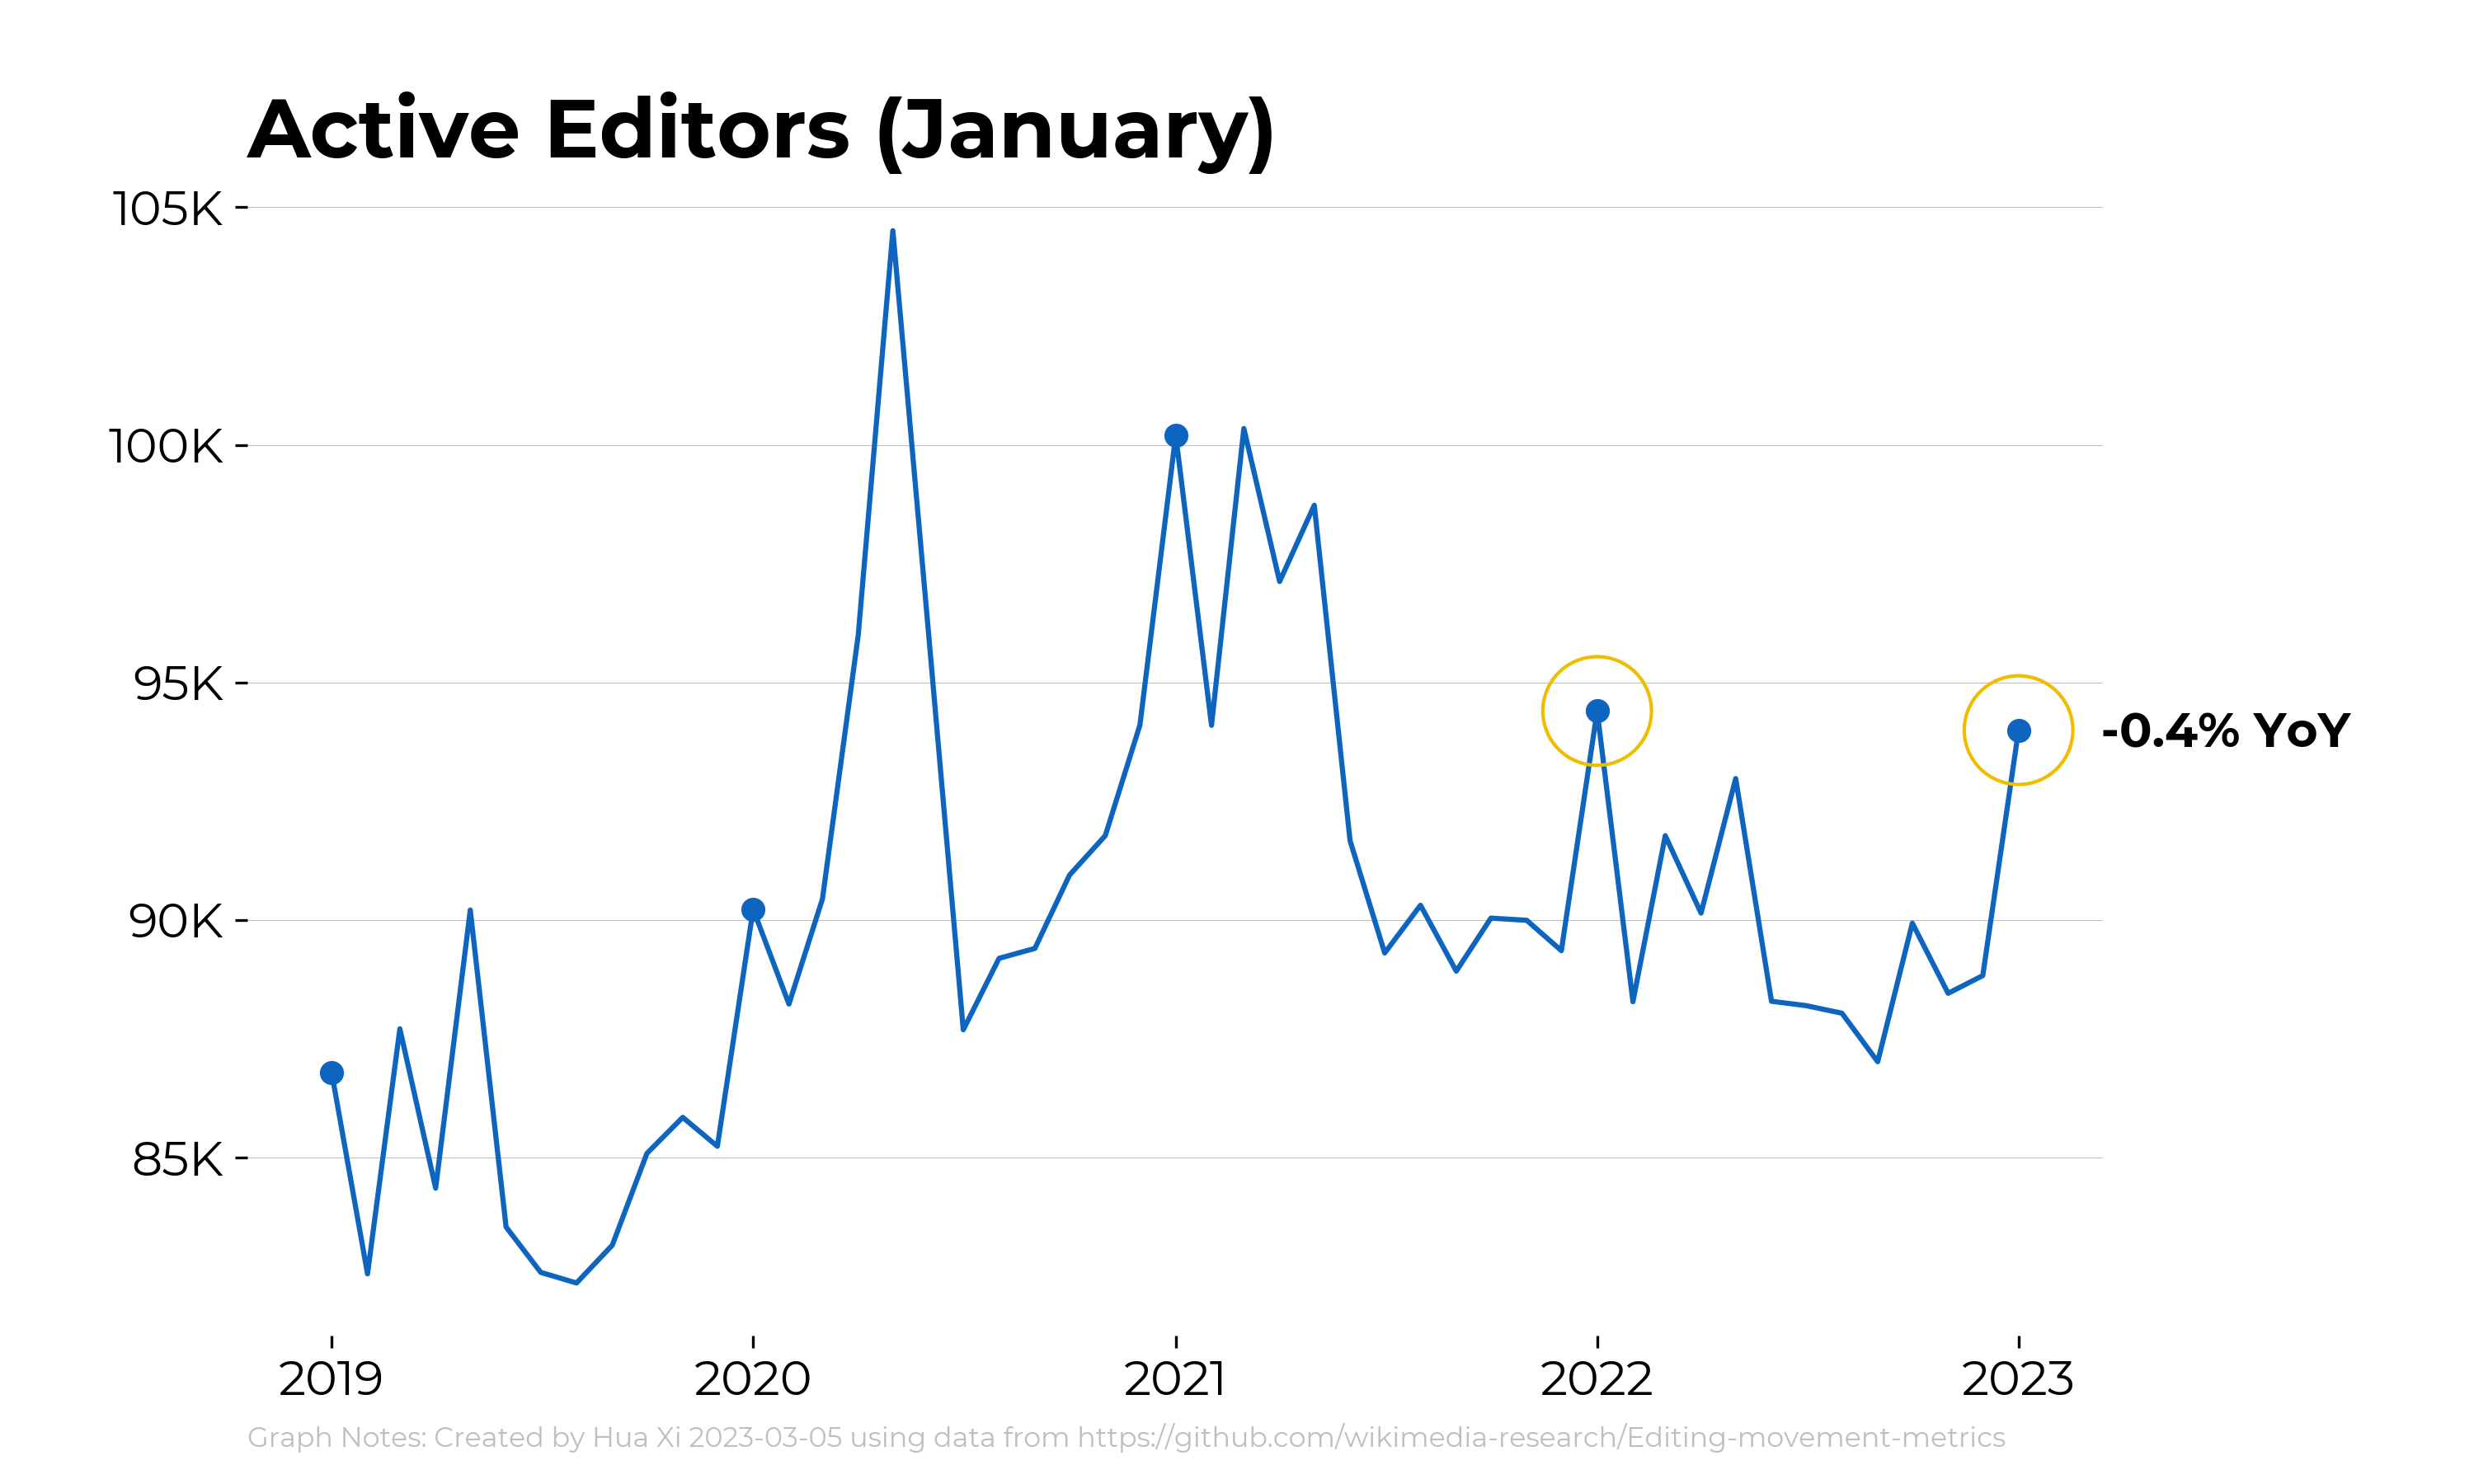 Active Editors (January)
105K
100K
95K
-0.4% YoY
90K
85K
2019 2020 2021 2022 2023
Graph Notes: Created by Hua Xi 2023-03-05 using data from https://github.com/wikimedia-research/Editing-movement-metrics